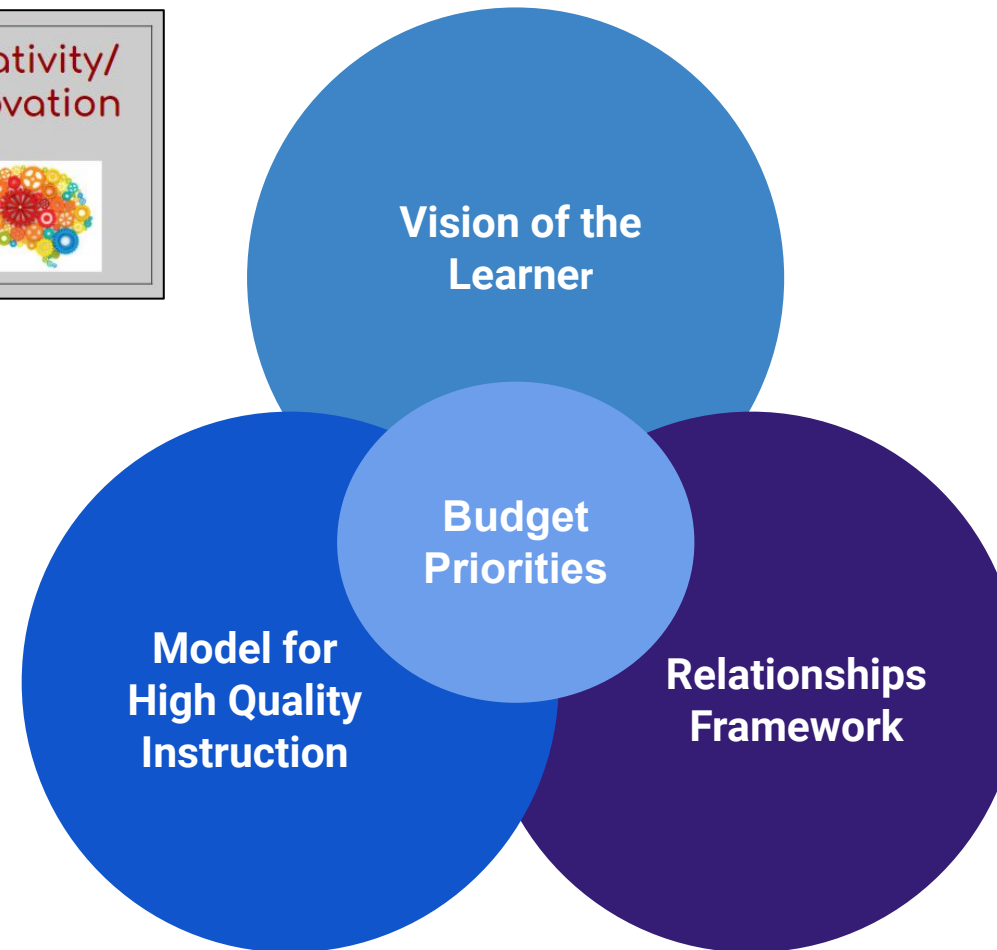 ativity/
ovation
Vision of the
Learner
Budget
Priorities
Model for
High Quality
Instruction
Relationships
Framework